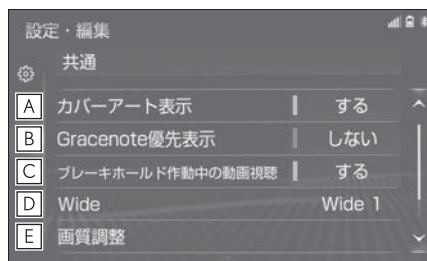 設定・編集
共通
A カバーアート表示 する
B Gracenote優先表示 しない
C ブレーキホールド作動中の動画視聴 する
D Wide Wide 1
E 画質調整